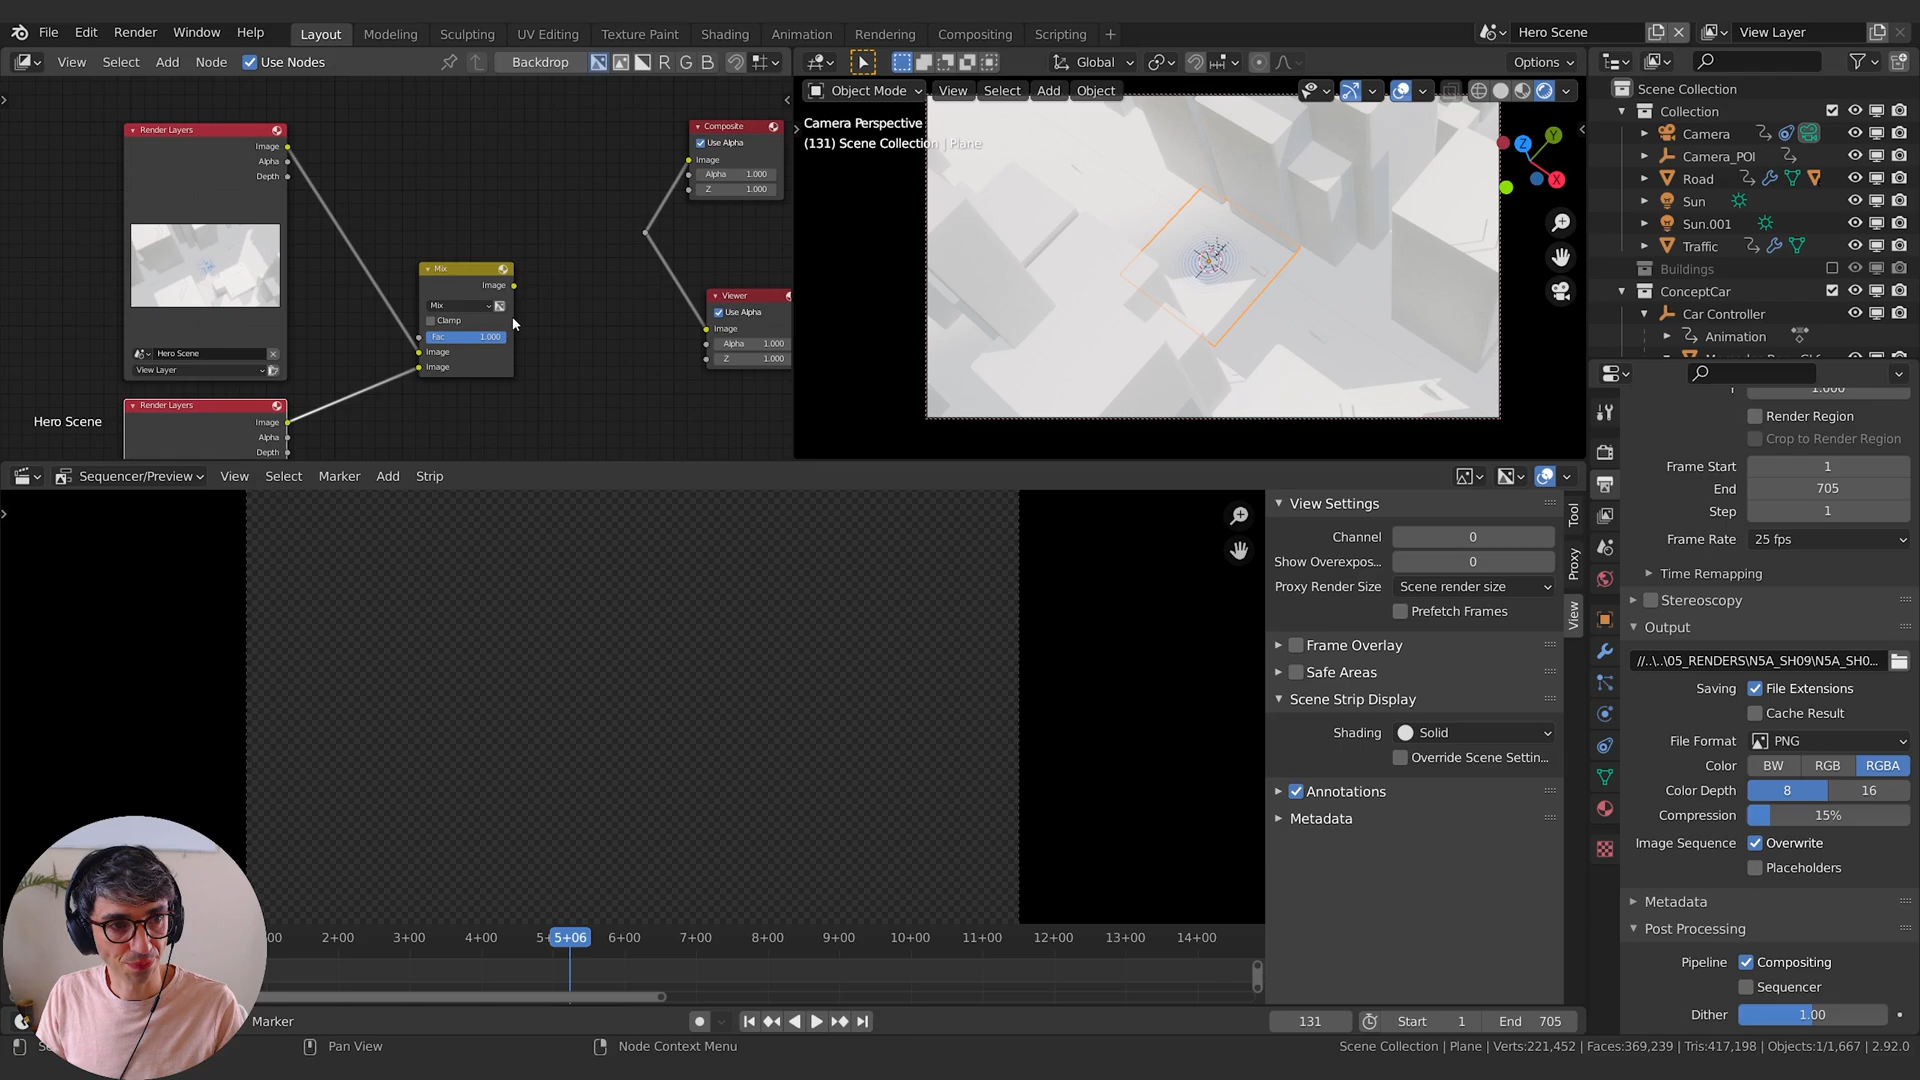 File Edit Render Window Help
Layout Modeling Sculpting UV Editing Texture Paint Shading Animation Rendering Compositing Scripting +
Hero Scene
View Layer
View Select Add Node Use Nodes Backdrop R G B
Global
Options
Object Mode View Select Add Object
Camera Perspective
(131) Scene Collection | Plane
Y
Z
X
Render Layers
Image
Alpha
Depth
Hero Scene
View Layer
Render Layers
Image
Alpha
Depth
Hero Scene
Mix
Image
Mix
Clamp
Fac 1.000
Image
Image
Composite
Use Alpha
Image
Alpha 1.000
Z 1.000
Viewer
Use Alpha
Image
Alpha 1.000
Z 1.000
Scene Collection
Collection
Camera
Camera_POI
Road
Sun
Sun.001
Traffic
Buildings
ConceptCar
Car Controller
Animation
Y 1.000
Render Region
Crop to Render Region
Frame Start 1
End 705
Step 1
Frame Rate 25 fps
Time Remapping
Stereoscopy
Output
//..\..\05_RENDERS\N5A_SH09\N5A_SH0...
Saving File Extensions
Cache Result
File Format PNG
Color BW RGB RGBA
Color Depth 8 16
Compression 15%
Image Sequence Overwrite
Placeholders
Metadata
Post Processing
Pipeline Compositing
Sequencer
Dither 1.00
Sequencer/Preview View Select Marker Add Strip
View Settings
Channel 0
Show Overexpos... 0
Proxy Render Size Scene render size
Prefetch Frames
Frame Overlay
Safe Areas
Scene Strip Display
Shading Solid
Override Scene Settin...
Annotations
Metadata
Tool
Proxy
View
2+00 3+00 4+00 5+06 6+00 7+00 8+00 9+00 10+00 11+00 12+00 13+00 14+00
Marker
131 Start 1 End 705
Pan View
Node Context Menu
Scene Collection | Plane | Verts:221,452 | Faces:369,239 | Tris:417,198 | Objects:1/1,667 | 2.92.0